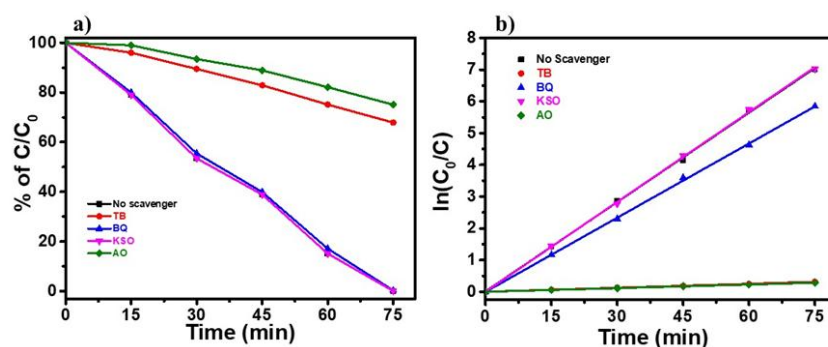 a)
% of C/C0
100
80
60
40
20
0
No scavenger
TB
BQ
KSO
AO
0 15 30 45 60 75
Time (min)
b)
ln(C0/C)
8
7
6
5
4
3
2
1
0
No Scavenger
TB
BQ
KSO
AO
0 15 30 45 60 75
Time (min)